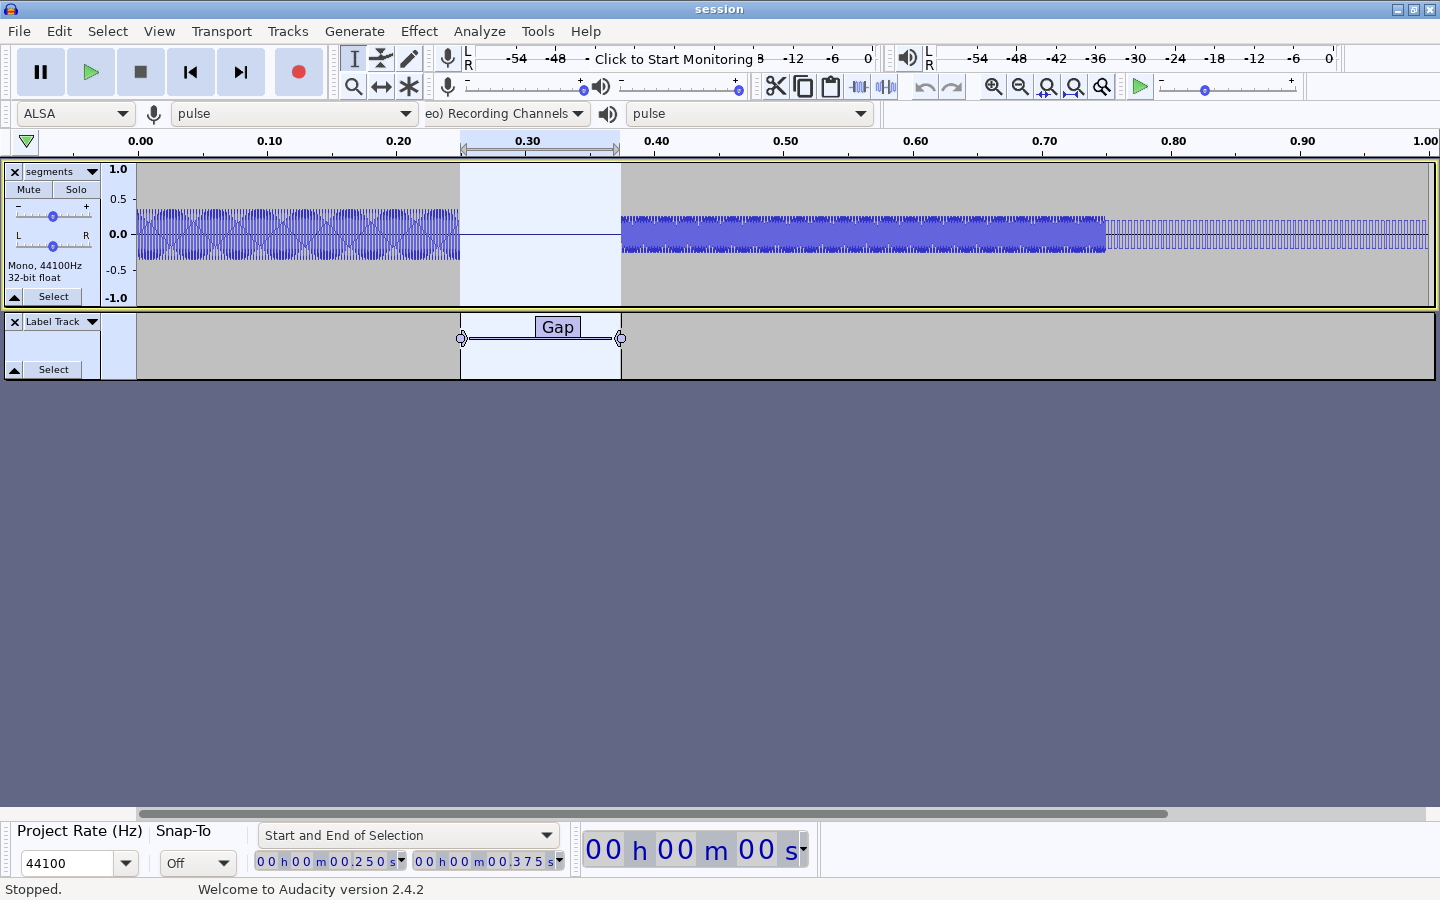 session
File Edit Select View Transport Tracks Generate Effect Analyze Tools Help
L R -54 -48 - Click to Start Monitoring 8 -12 -6 0 L R -54 -48 -42 -36 -30 -24 -18 -12 -6 0
- + - + - +
ALSA pulse eo) Recording Channels pulse
0.00 0.10 0.20 0.30 0.40 0.50 0.60 0.70 0.80 0.90 1.00
segments
Mute Solo
- +
L R
Mono, 44100Hz
32-bit float
Select
1.0
0.5
0.0
-0.5
-1.0
Label Track
Select
Gap
Project Rate (Hz) Snap-To Start and End of Selection
44100 Off 00 h 00 m 00.250 s 00 h 00 m 00.375 s 00 h 00 m 00 s
Stopped. Welcome to Audacity version 2.4.2